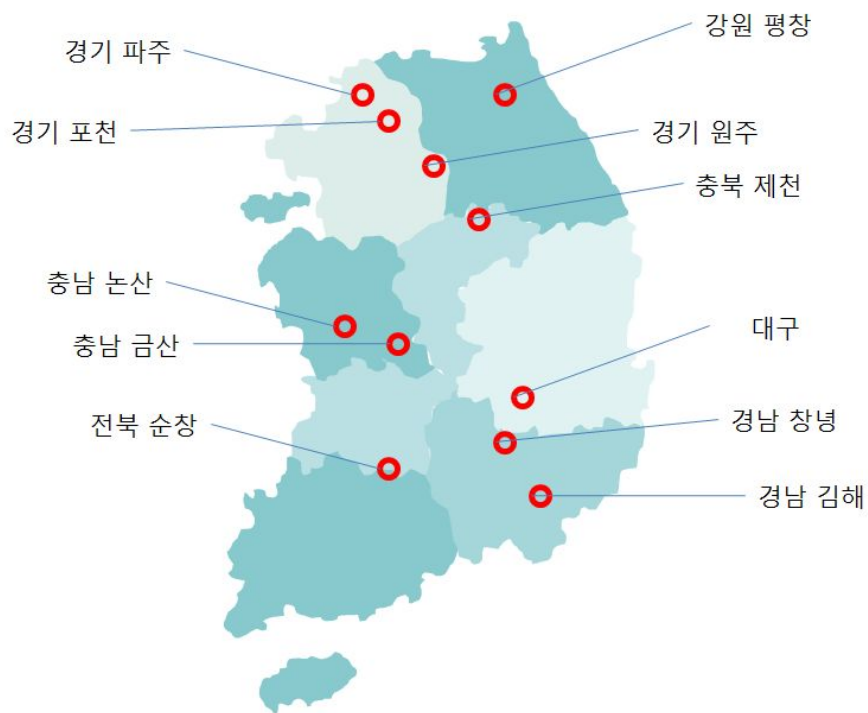 강원 평창
경기 파주
경기 포천
경기 원주
충북 제천
충남 논산
충남 금산
대구
전북 순창
경남 창녕
경남 김해